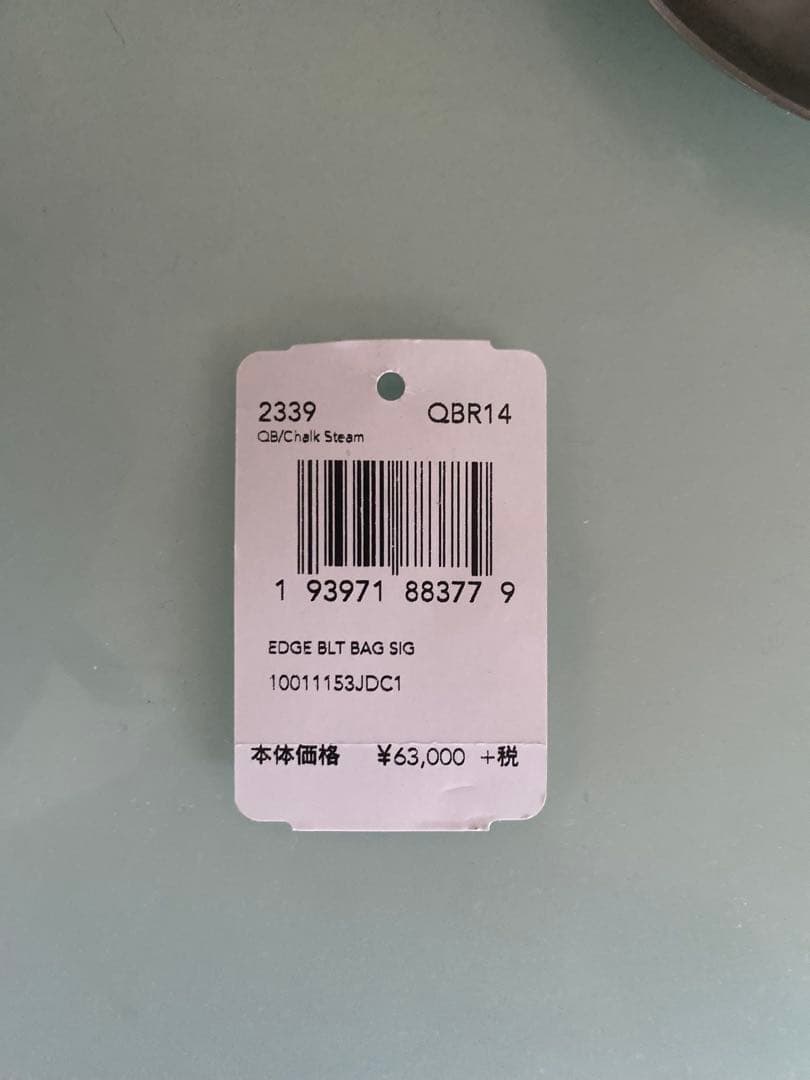 2339 QBR14
QB/Chalk Steam
1 93971 88377 9
EDGE BLT BAG SIG
10011153JDC1
本体価格 ¥63,000 +税